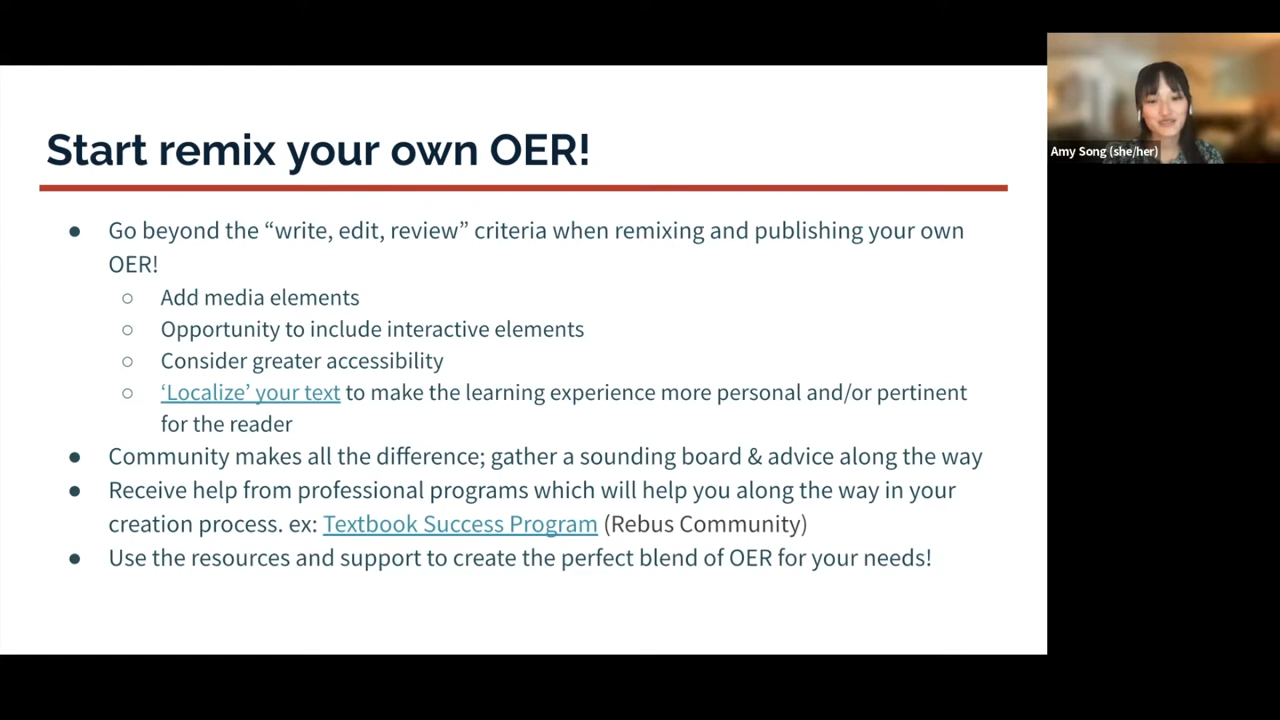 Start remix your own OER!
● Go beyond the “write, edit, review” criteria when remixing and publishing your own
OER!
○ Add media elements
○ Opportunity to include interactive elements
○ Consider greater accessibility
○ ‘Localize’ your text to make the learning experience more personal and/or pertinent
for the reader
● Community makes all the difference; gather a sounding board & advice along the way
● Receive help from professional programs which will help you along the way in your
creation process. ex: Textbook Success Program (Rebus Community)
● Use the resources and support to create the perfect blend of OER for your needs!
Amy Song (she/her)